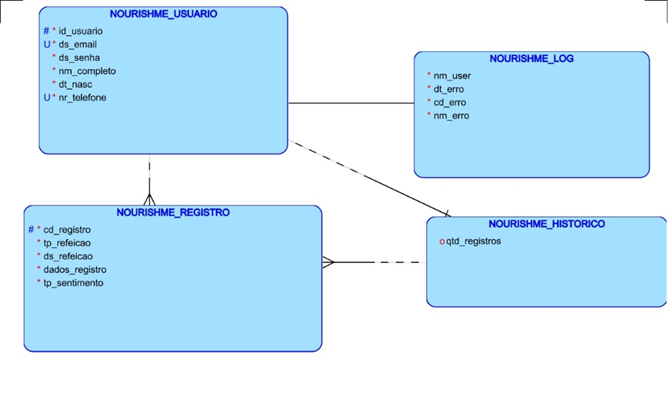 NOURISHME_USUARIO
# * id_usuario
U * ds_email
* ds_senha
* nm_completo
* dt_nasc
U * nr_telefone
NOURISHME_LOG
* nm_user
* dt_erro
* cd_erro
* nm_erro
NOURISHME_REGISTRO
# * cd_registro
* tp_refeicao
* ds_refeicao
* dados_registro
* tp_sentimento
NOURISHME_HISTORICO
o qtd_registros